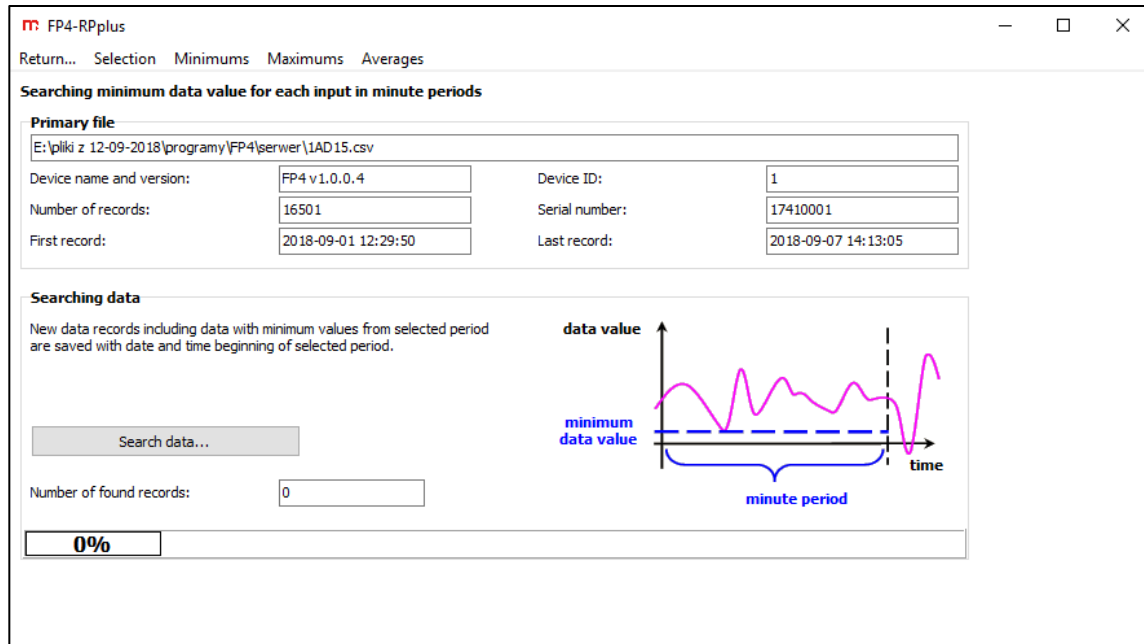 FP4-RPplus
Return... Selection Minimums Maximums Averages
Searching minimum data value for each input in minute periods
Primary file
E:\pliki z 12-09-2018\programy\FP4\serwer\1AD15.csv
Device name and version: FP4 v1.0.0.4 Device ID: 1
Number of records: 16501 Serial number: 17410001
First record: 2018-09-01 12:29:50 Last record: 2018-09-07 14:13:05
Searching data
New data records including data with minimum values from selected period
are saved with date and time beginning of selected period.
data value
minimum
data value
time
minute period
Search data...
Number of found records: 0
0%